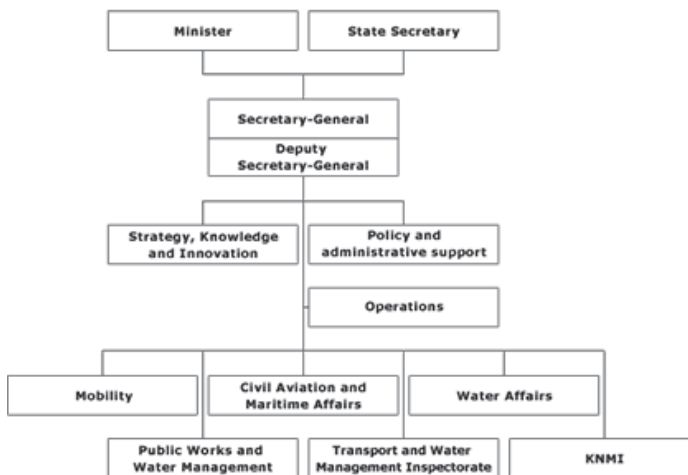 Minister
State Secretary
Secretary-General
Deputy
Secretary-General
Strategy, Knowledge
and Innovation
Policy and
administrative support
Operations
Mobility
Civil Aviation and
Maritime Affairs
Water Affairs
Public Works and
Water Management
Transport and Water
Management Inspectorate
KNMI